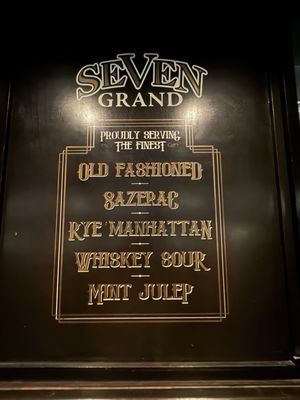 SEVEN
GRAND
PROUDLY SERVING
THE FINEST
OLD FASHIONED
SAZERAC
RYE MANHATTAN
WHISKEY SOUR
MINT JULEP